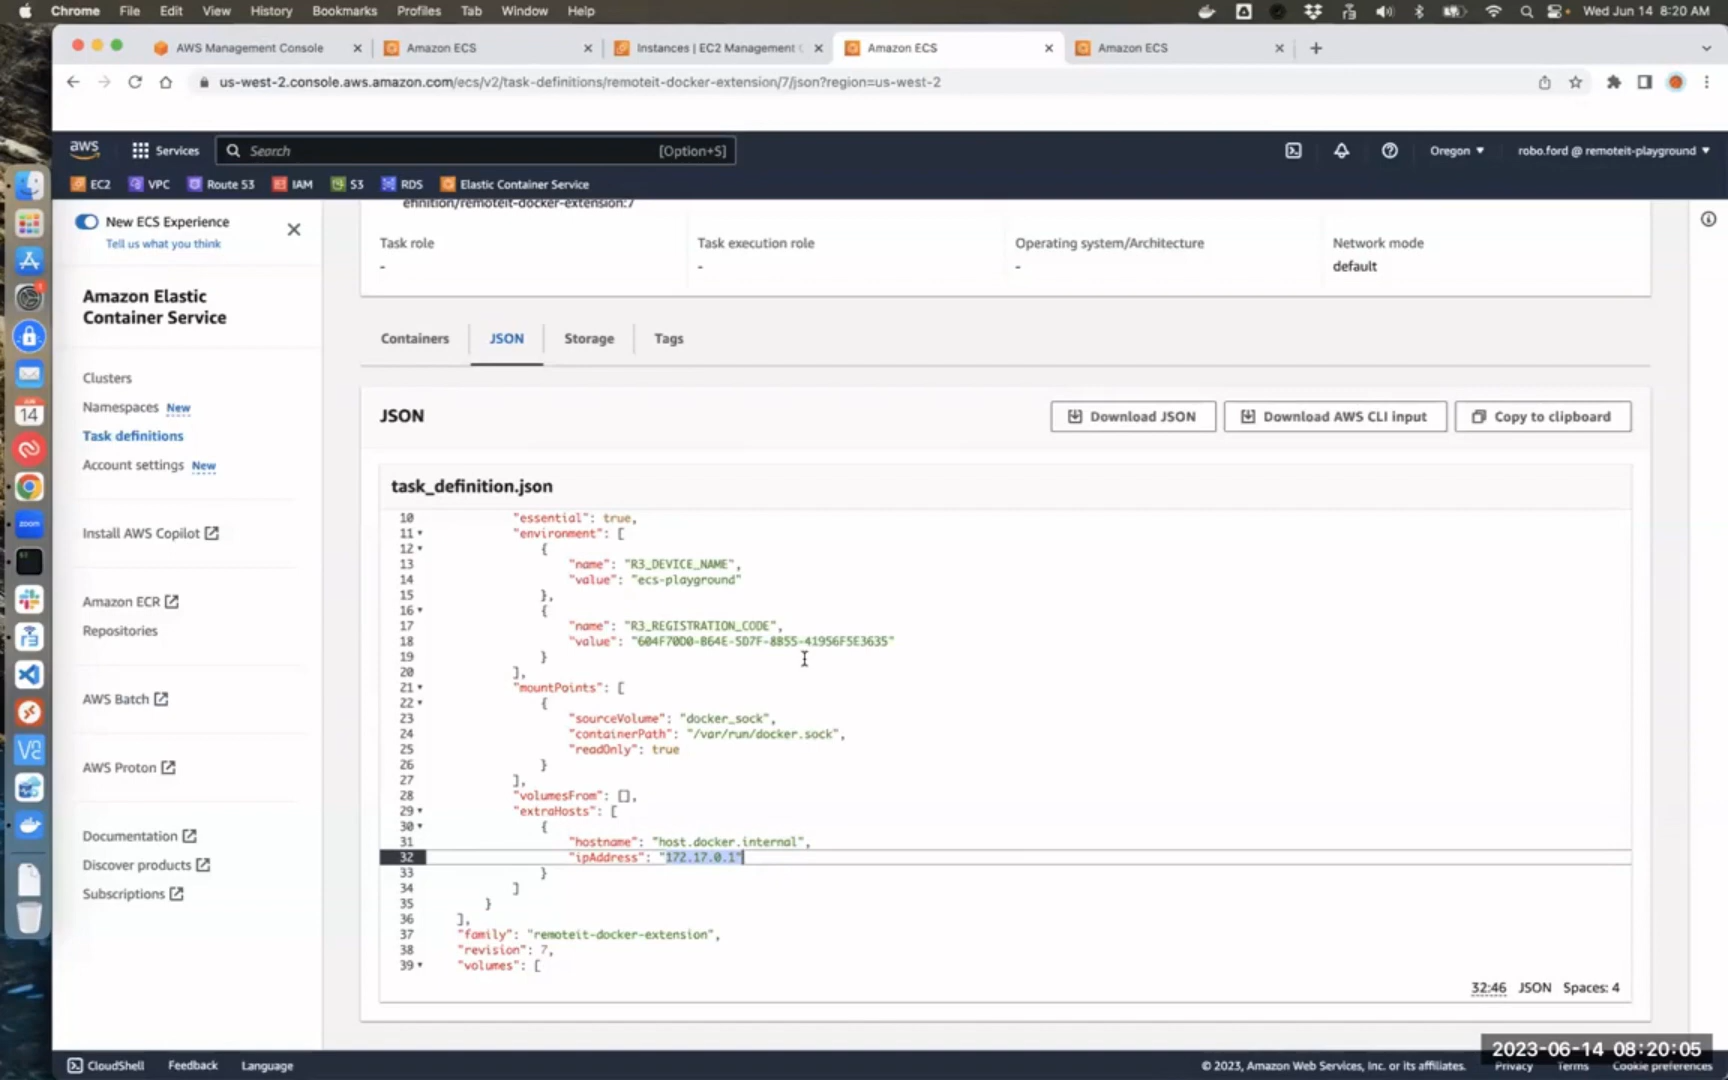 Chrome File Edit View History Bookmarks Profiles Tab Window Help Wed Jun 14 8:20 AM
AWS Management Console Amazon ECS Instances | EC2 Management Amazon ECS Amazon ECS
us-west-2.console.aws.amazon.com/ecs/v2/task-definitions/remoteit-docker-extension/7/json?region=us-west-2
aws Services Search [Option+S] Oregon robo.ford @ remoteit-playground
EC2 VPC Route 53 IAM S3 RDS Elastic Container Service
New ECS Experience
Tell us what you think
Amazon Elastic
Container Service
Clusters
Namespaces New
Task definitions
Account settings New
Install AWS Copilot
Amazon ECR
Repositories
AWS Batch
AWS Proton
Documentation
Discover products
Subscriptions
efinition/remoteit-docker-extension:7
Task role Task execution role Operating system/Architecture Network mode
- - - default
Containers JSON Storage Tags
JSON Download JSON Download AWS CLI input Copy to clipboard
task_definition.json
10 "essential": true,
11 "environment": [
12 {
13 "name": "R3_DEVICE_NAME",
14 "value": "ecs-playground"
15 },
16 {
17 "name": "R3_REGISTRATION_CODE",
18 "value": "604F70D0-B64E-5D7F-8B55-41956F5E3635"
19 }
20 ],
21 "mountPoints": [
22 {
23 "sourceVolume": "docker_sock",
24 "containerPath": "/var/run/docker.sock",
25 "readOnly": true
26 }
27 ],
28 "volumesFrom": [],
29 "extraHosts": [
30 {
31 "hostname": "host.docker.internal",
32 "ipAddress": "172.17.0.1"
33 }
34 ]
35 }
36 ],
37 "family": "remoteit-docker-extension",
38 "revision": 7,
39 "volumes": [
32:46 JSON Spaces: 4
2023-06-14 08:20:05
CloudShell Feedback Language © 2023, Amazon Web Services, Inc. or its affiliates. Privacy Terms Cookie preferences
14
zoom